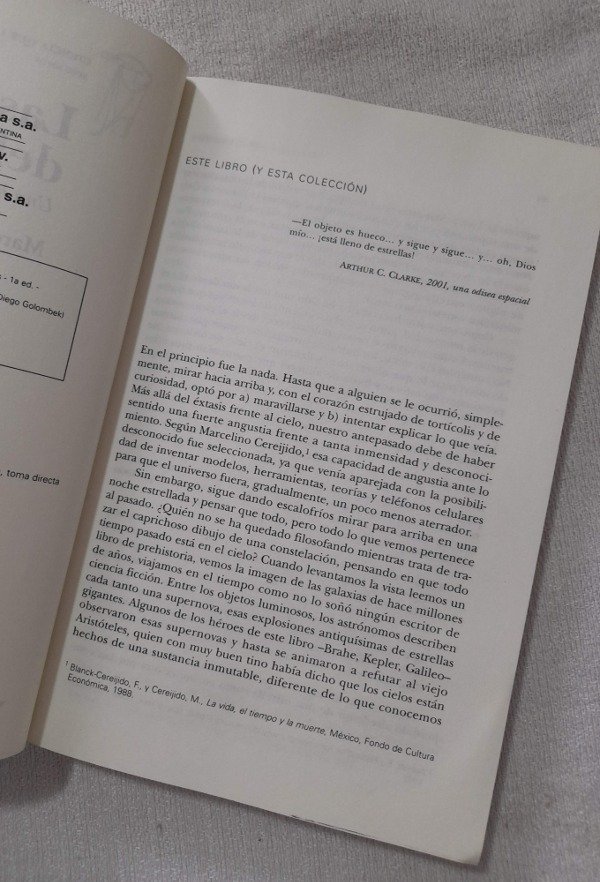 a s.a.
ENTINA
v.
s.a.
s - 1a ed. -
Diego Golombek)
, toma directa
ESTE LIBRO (Y ESTA COLECCIÓN)
—El objeto es hueco… y sigue y sigue… y… oh, Dios
mío… ¡está lleno de estrellas!
ARTHUR C. CLARKE, 2001, una odisea espacial
En el principio fue la nada. Hasta que a alguien se le ocurrió, simple-
mente, mirar hacia arriba y, con el corazón estrujado de tortícolis y de
curiosidad, optó por a) maravillarse y b) intentar explicar lo que veía.
Más allá del éxtasis frente al cielo, nuestro antepasado debe de haber
sentido una fuerte angustia frente a tanta inmensidad y desconoci-
miento. Según Marcelino Cereijido,¹ esa capacidad de angustia ante lo
desconocido fue seleccionada, ya que venía aparejada con la posibili-
dad de inventar modelos, herramientas, teorías y teléfonos celulares
para que el universo fuera, gradualmente, un poco menos aterrador.
Sin embargo, sigue dando escalofríos mirar para arriba en una
noche estrellada y pensar que todo, pero todo lo que vemos pertenece
al pasado. ¿Quién no se ha quedado filosofando mientras trata de tra-
zar el caprichoso dibujo de una constelación, pensando en que todo
tiempo pasado está en el cielo? Cuando levantamos la vista leemos un
libro de prehistoria, vemos la imagen de las galaxias de hace millones
de años, viajamos en el tiempo como no lo soñó ningún escritor de
ciencia ficción. Entre los objetos luminosos, los astrónomos describen
cada tanto una supernova, esas explosiones antiquísimas de estrellas
gigantes. Algunos de los héroes de este libro –Brahe, Kepler, Galileo–
observaron esas supernovas y hasta se animaron a refutar al viejo
Aristóteles, quien con muy buen tino había dicho que los cielos están
hechos de una sustancia inmutable, diferente de lo que conocemos
¹ Blanck-Cereijido, F. y Cereijido, M., La vida, el tiempo y la muerte, México, Fondo de Cultura
Económica, 1988.